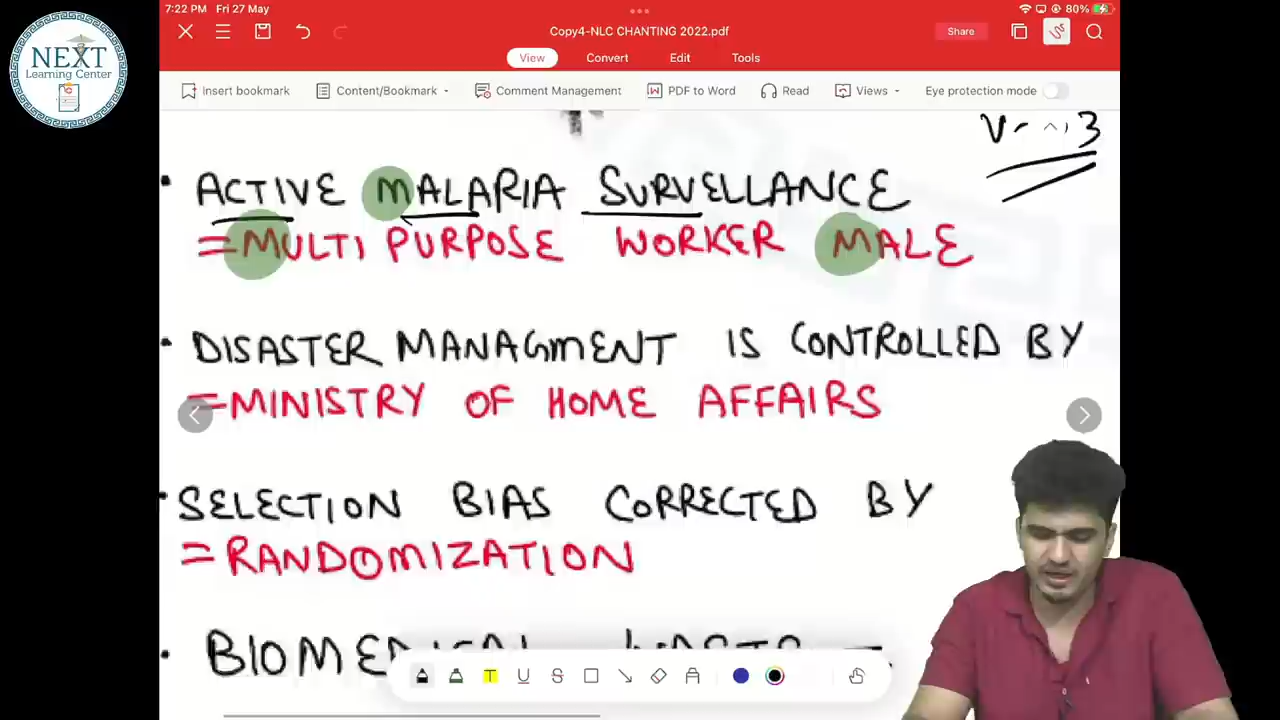 7:22 PM Fri 27 May
80%
NEXT
Learning Center
Copy4-NLC CHANTING 2022.pdf
Share
View Convert Edit Tools
Insert bookmark Content/Bookmark Comment Management PDF to Word Read Views Eye protection mode
ACTIVE MALARIA SURVELLANCE
=MULTI PURPOSE WORKER MALE
DISASTER MANAGMENT IS CONTROLLED BY
=MINISTRY OF HOME AFFAIRS
SELECTION BIAS CORRECTED BY
=RANDOMIZATION
BIOMEDICAL WASTE